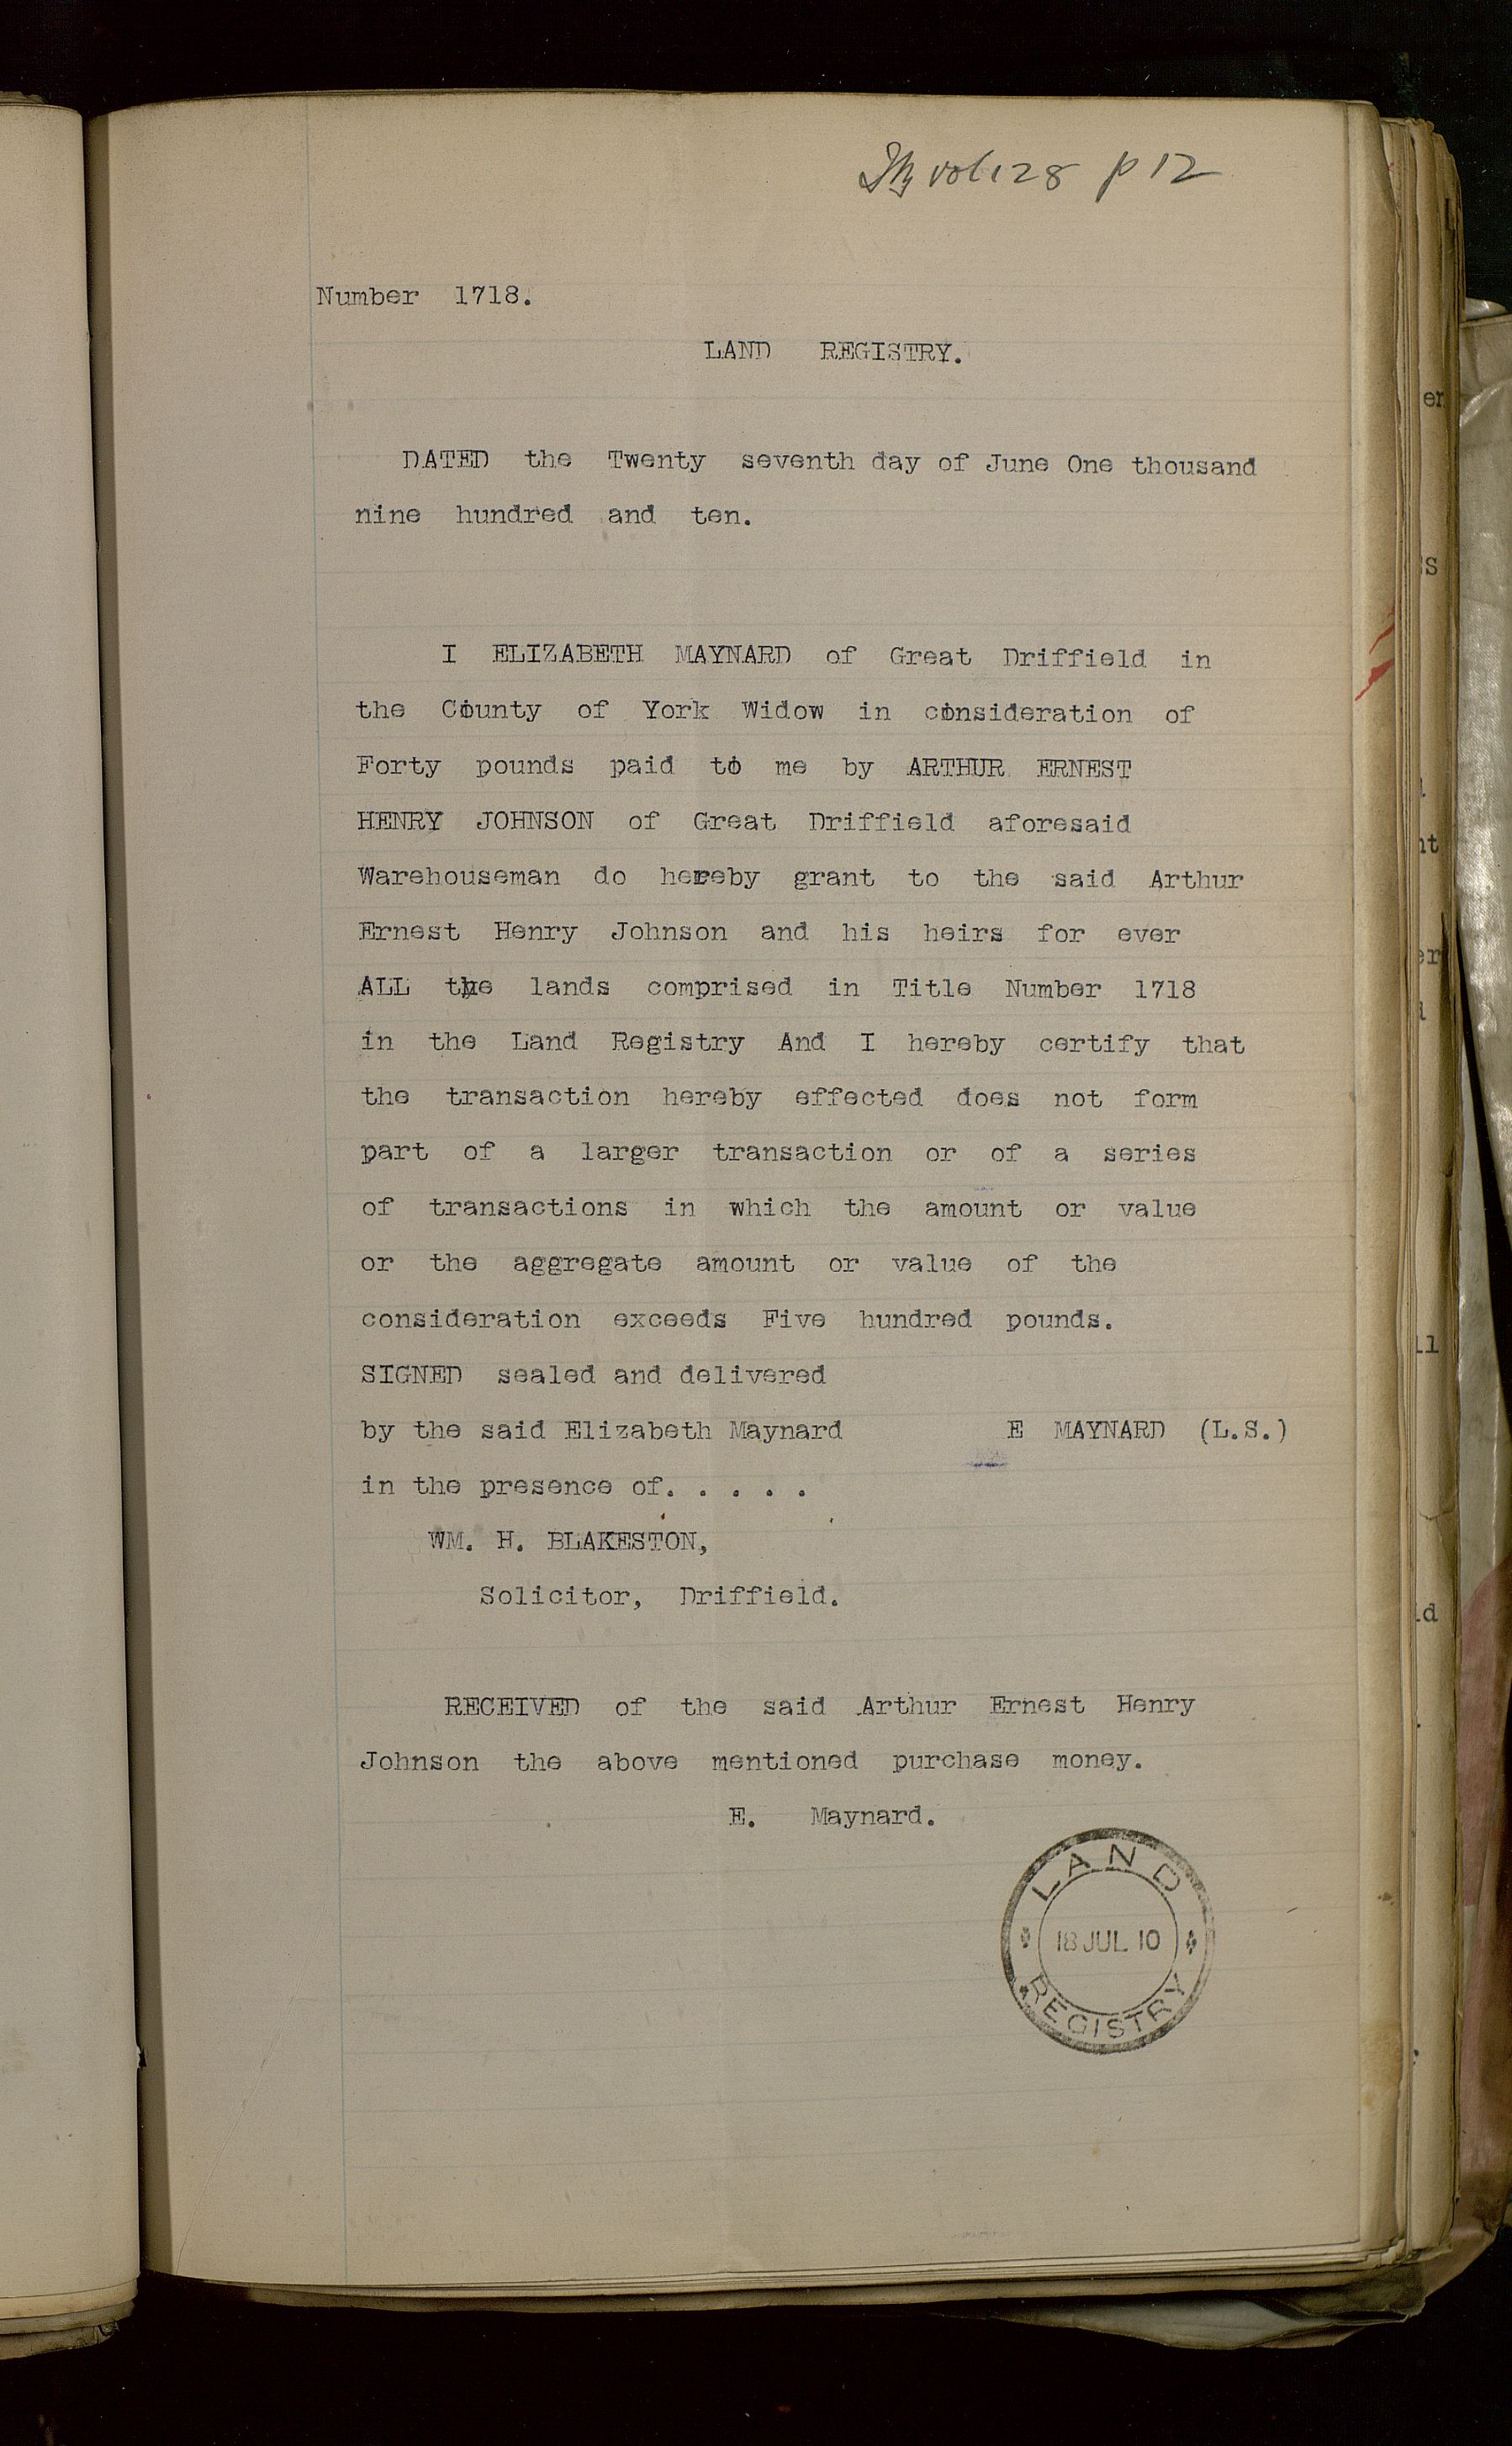 vol 128 p 12
Number 1718.
LAND REGISTRY.
DATED the Twenty seventh day of June One thousand
nine hundred and ten.
I ELIZABETH MAYNARD of Great Driffield in
the County of York Widow in consideration of
Forty pounds paid to me by ARTHUR ERNEST
HENRY JOHNSON of Great Driffield aforesaid
Warehouseman do hereby grant to the said Arthur
Ernest Henry Johnson and his heirs for ever
ALL the lands comprised in Title Number 1718
in the Land Registry And I hereby certify that
the transaction hereby effected does not form
part of a larger transaction or of a series
of transactions in which the amount or value
or the aggregate amount or value of the
consideration exceeds Five hundred pounds.
SIGNED sealed and delivered
by the said Elizabeth Maynard E MAYNARD (L.S.)
in the presence of. . . . .
WM. H. BLAKESTON,
Solicitor, Driffield.
RECEIVED of the said Arthur Ernest Henry
Johnson the above mentioned purchase money.
E. Maynard.
LAND
18 JUL 10
REGISTRY